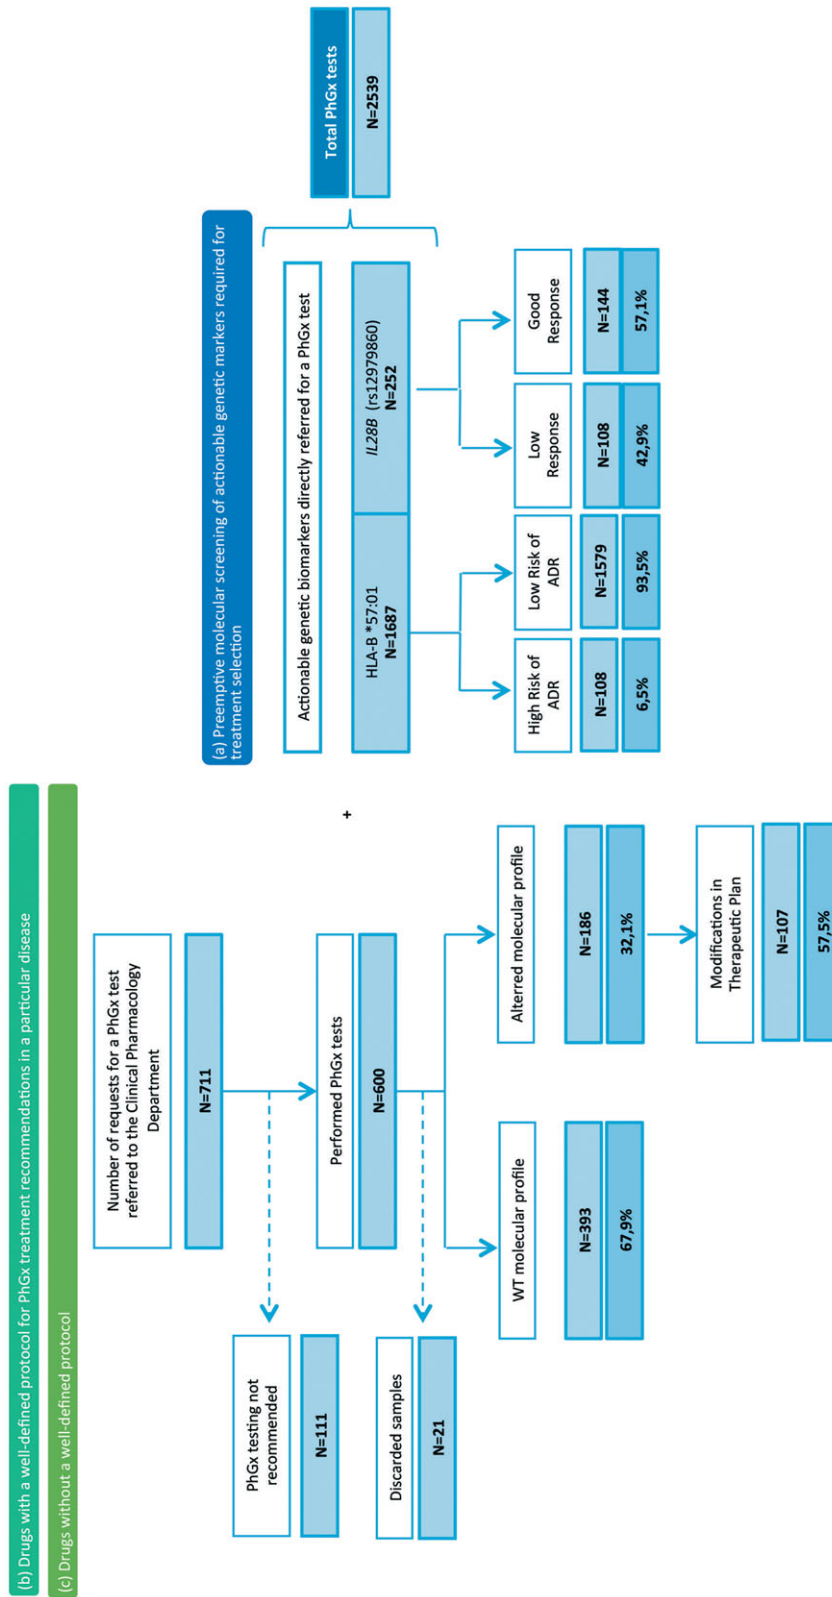 (b) Drugs with a well-defined protocol for PhGx treatment recommendations in a particular disease
(c) Drugs without a well-defined protocol
Number of requests for a PhGx test
referred to the Clinical Pharmacology
Department
N=711
PhGx testing not
recommended
N=111
Performed PhGx tests
N=600
Discarded samples
N=21
WT molecular profile
N=393
67,9%
Alterred molecular profile
N=186
32,1%
Modifications in
Therapeutic Plan
N=107
57,5%
+
(a) Preemptive molecular screening of actionable genetic markers required for
treatment selection
Actionable genetic biomarkers directly referred for a PhGx test
HLA-B *57:01
N=1687
IL28B (rs12979860)
N=252
High Risk of
ADR
N=108
6,5%
Low Risk of
ADR
N=1579
93,5%
Low
Response
N=108
42,9%
Good
Response
N=144
57,1%
Total PhGx tests
N=2539